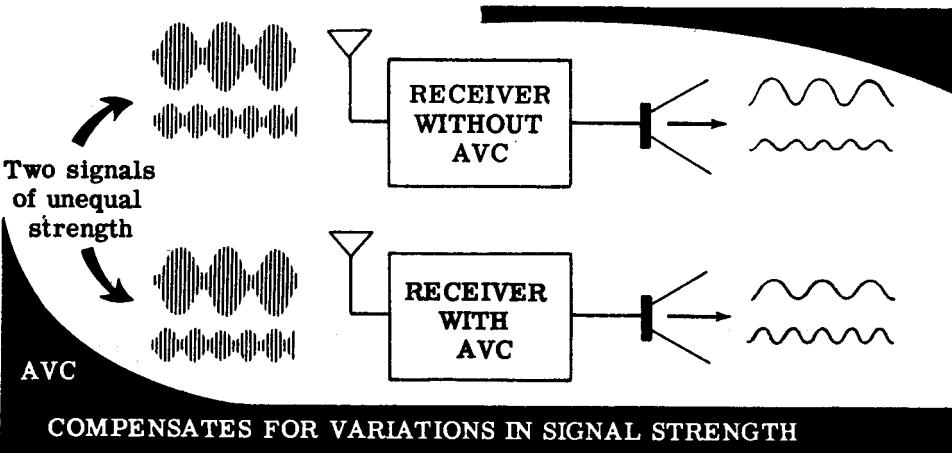 RECEIVER
WITHOUT
AVC
Two signals
of unequal
strength
RECEIVER
WITH
AVC
AVC
COMPENSATES FOR VARIATIONS IN SIGNAL STRENGTH